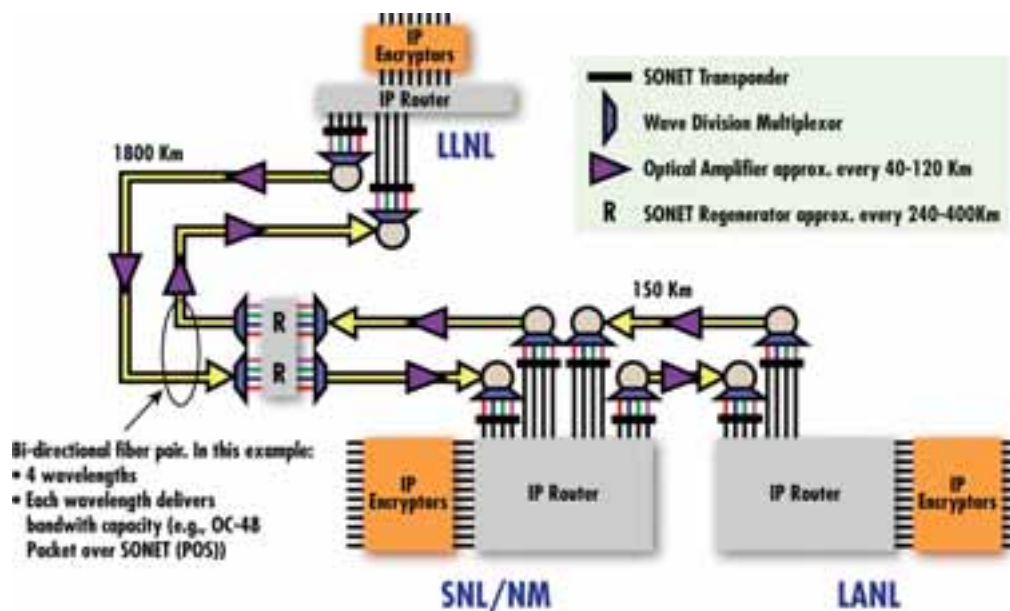 IP
Encryptors
IP Router
LLNL
SONET Transponder
Wave Division Multiplexor
Optical Amplifier approx. every 40-120 Km
R SONET Regenerator approx. every 240-400Km
1800 Km
150 Km
R
R
Bi-directional fiber pair. In this example:
• 4 wavelengths
• Each wavelength delivers
bandwith capacity (e.g., OC-48
Packet over SONET (POS))
IP
Encryptors
IP Router
SNL/NM
IP Router
IP
Encryptors
LANL